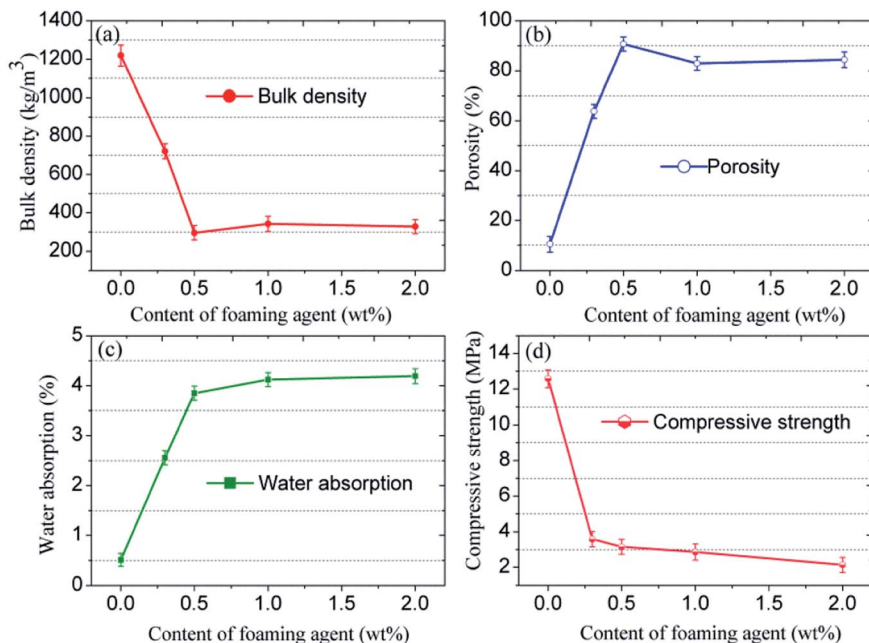 (a)
Bulk density (kg/m³)
1400
1200
1000
800
600
400
200
Bulk density
0.0 0.5 1.0 1.5 2.0
Content of foaming agent (wt%)
(b)
Porosity (%)
100
80
60
40
20
0
Porosity
0.0 0.5 1.0 1.5 2.0
Content of foaming agent (wt%)
(c)
Water absorption (%)
5
4
3
2
1
0
Water absorption
0.0 0.5 1.0 1.5 2.0
Content of foaming agent (wt%)
(d)
Compressive strength (MPa)
14
12
10
8
6
4
2
Compressive strength
0.0 0.5 1.0 1.5 2.0
Content of foaming agent (wt%)